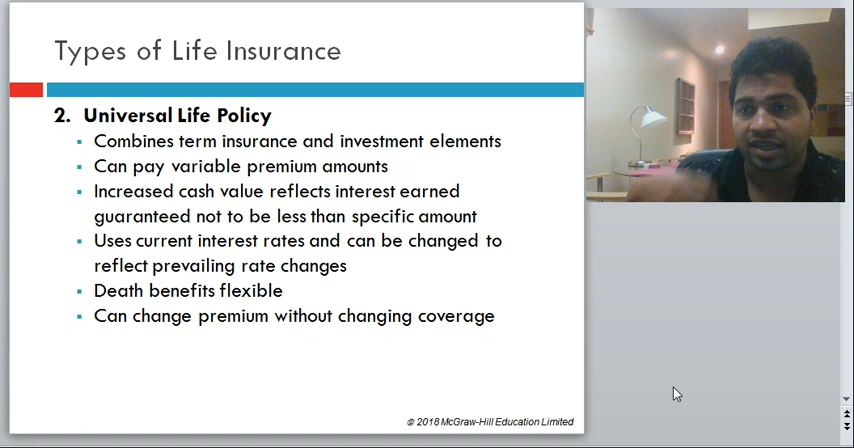 Types of Life Insurance
2. Universal Life Policy
▪ Combines term insurance and investment elements
▪ Can pay variable premium amounts
▪ Increased cash value reflects interest earned
guaranteed not to be less than specific amount
▪ Uses current interest rates and can be changed to
reflect prevailing rate changes
▪ Death benefits flexible
▪ Can change premium without changing coverage
© 2018 McGraw-Hill Education Limited